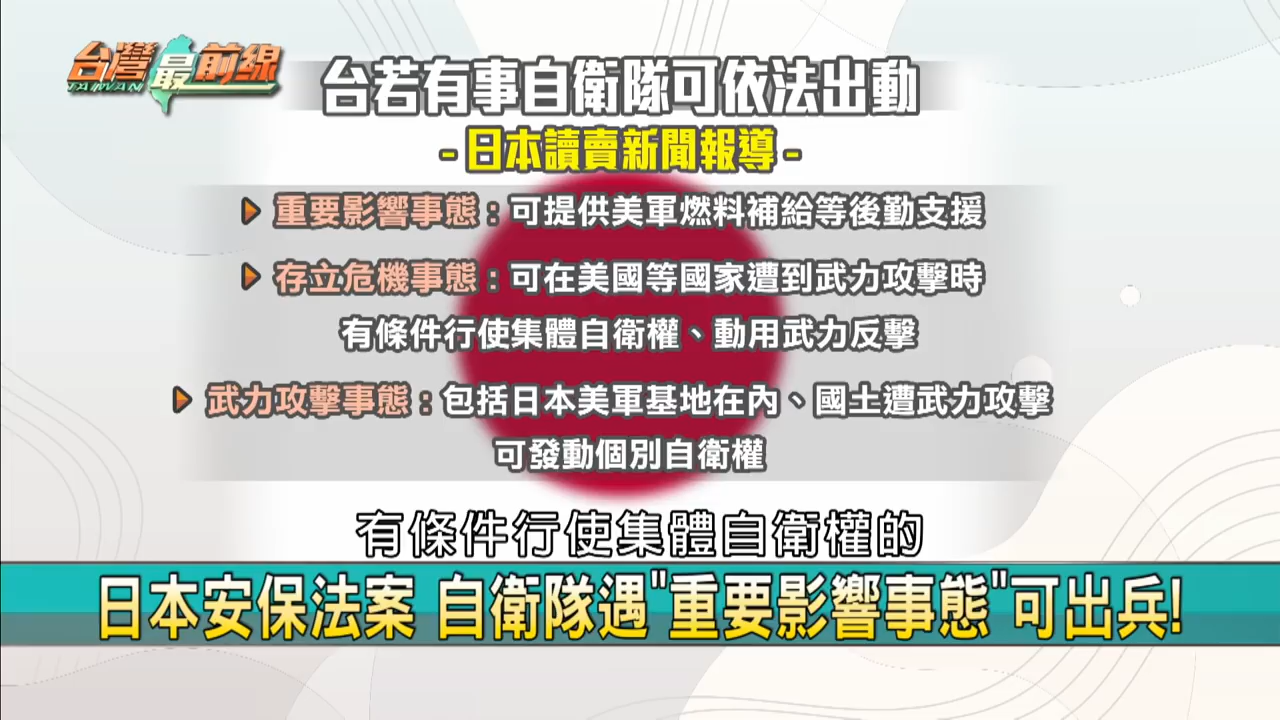 台灣最前線
TAIWAN
台若有事自衛隊可依法出動
-日本讀賣新聞報導-
重要影響事態：可提供美軍燃料補給等後勤支援
存立危機事態：可在美國等國家遭到武力攻擊時
有條件行使集體自衛權、動用武力反擊
武力攻擊事態：包括日本美軍基地在內、國土遭武力攻擊
可發動個別自衛權
有條件行使集體自衛權的
日本安保法案 自衛隊遇"重要影響事態"可出兵!